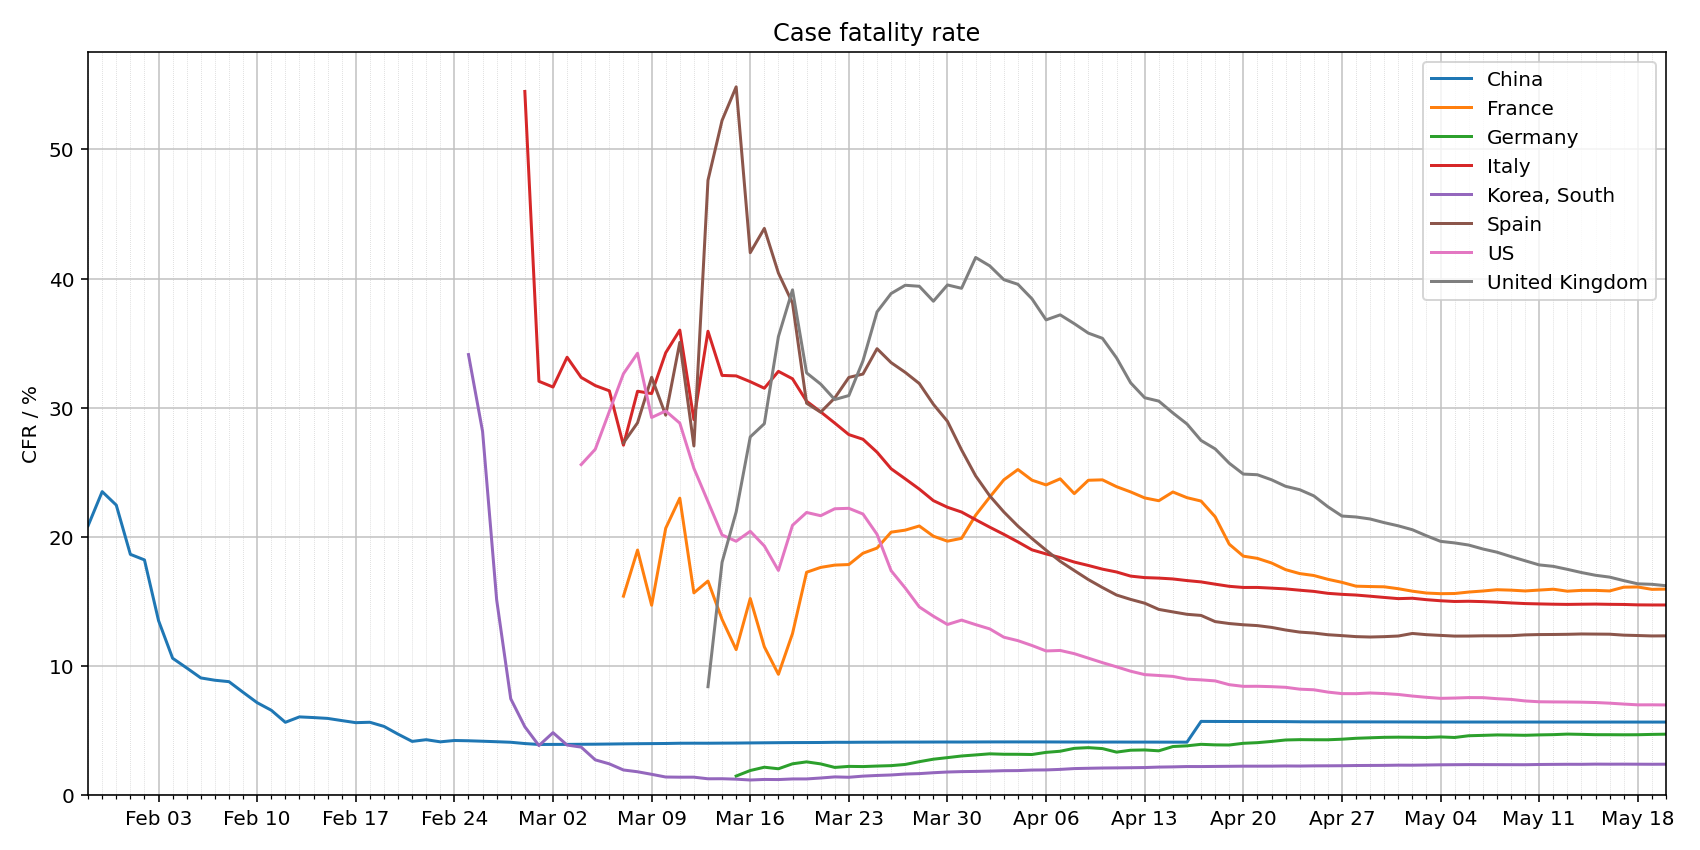 Case fatality rate
CFR / %
50
40
30
20
10
0
China
France
Germany
Italy
Korea, South
Spain
US
United Kingdom
Feb 03 Feb 10 Feb 17 Feb 24 Mar 02 Mar 09 Mar 16 Mar 23 Mar 30 Apr 06 Apr 13 Apr 20 Apr 27 May 04 May 11 May 18